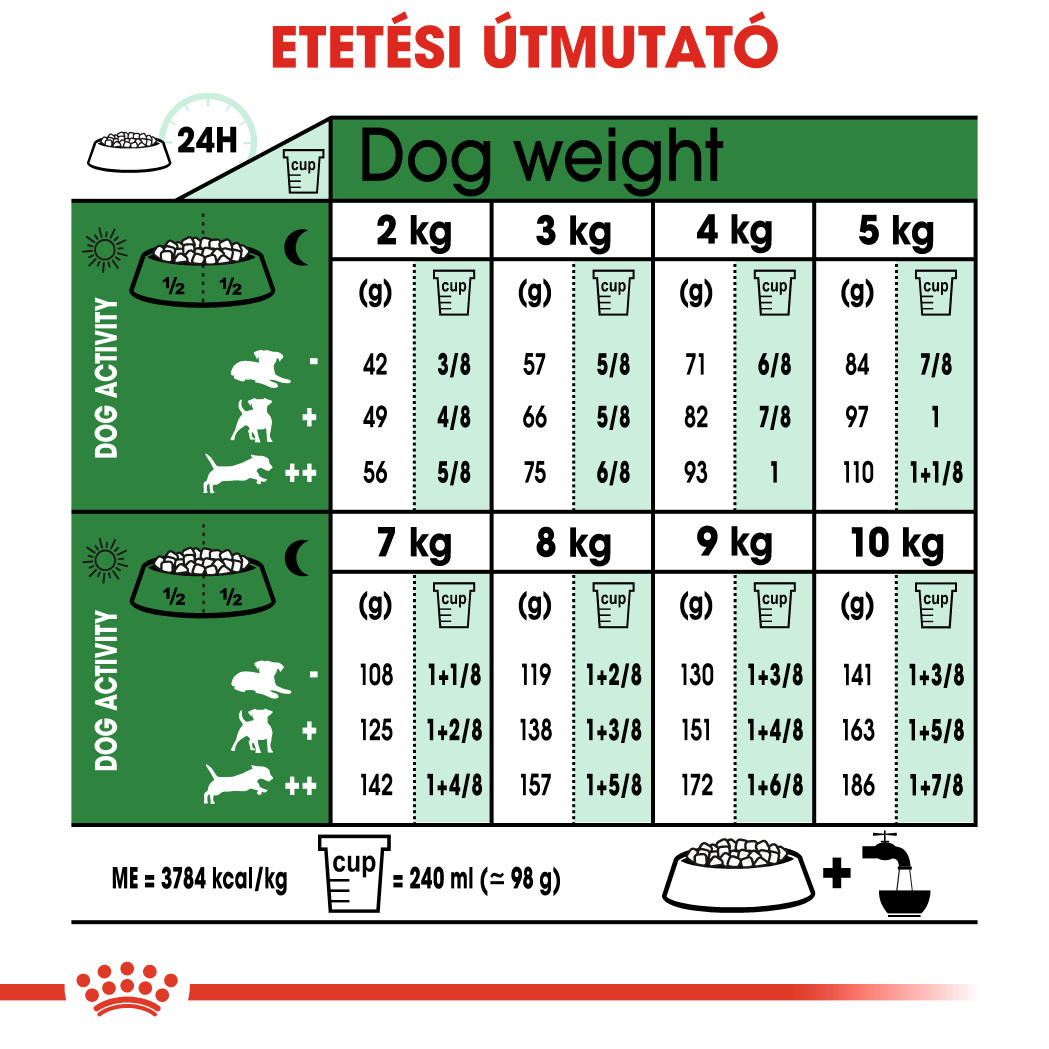 ETETÉSI ÚTMUTATÓ
24H
cup
Dog weight
2 kg 3 kg 4 kg 5 kg
½ ½
(g) cup (g) cup (g) cup (g) cup
DOG ACTIVITY
- 42 3/8 57 5/8 71 6/8 84 7/8
+ 49 4/8 66 5/8 82 7/8 97 1
++ 56 5/8 75 6/8 93 1 110 1+1/8
7 kg 8 kg 9 kg 10 kg
½ ½
(g) cup (g) cup (g) cup (g) cup
DOG ACTIVITY
- 108 1+1/8 119 1+2/8 130 1+3/8 141 1+3/8
+ 125 1+2/8 138 1+3/8 151 1+4/8 163 1+5/8
++ 142 1+4/8 157 1+5/8 172 1+6/8 186 1+7/8
ME = 3784 kcal/kg cup = 240 ml (≃ 98 g) +